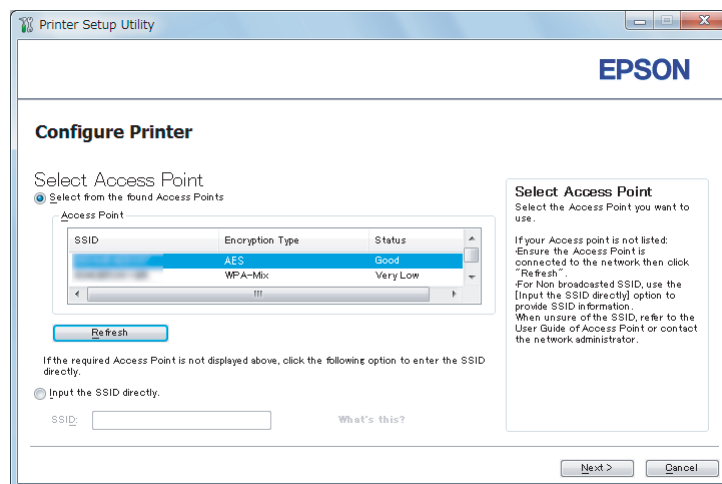 Printer Setup Utility
EPSON
Configure Printer
Select Access Point
Select from the found Access Points
Access Point
SSID Encryption Type Status
AES Good
WPA-Mix Very Low
Refresh
If the required Access Point is not displayed above, click the following option to enter the SSID
directly.
Input the SSID directly.
SSID:
What's this?
Select Access Point
Select the Access Point you want to
use.
If your Access point is not listed:
·Ensure the Access Point is
connected to the network then click
"Refresh".
·For Non broadcasted SSID, use the
[Input the SSID directly] option to
provide SSID information.
When unsure of the SSID, refer to the
User Guide of Access Point or contact
the network administrator.
Next >
Cancel